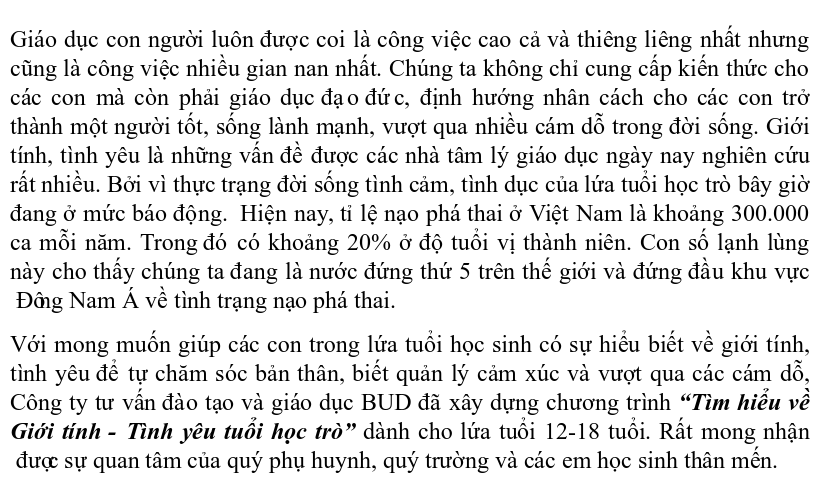 Giáo dục con người luôn được coi là công việc cao cả và thiêng liêng nhất nhưng
cũng là công việc nhiều gian nan nhất. Chúng ta không chỉ cung cấp kiến thức cho
các con mà còn phải giáo dục đạo đức, định hướng nhân cách cho các con trở
thành một người tốt, sống lành mạnh, vượt qua nhiều cám dỗ trong đời sống. Giới
tính, tình yêu là những vấn đề được các nhà tâm lý giáo dục ngày nay nghiên cứu
rất nhiều. Bởi vì thực trạng đời sống tình cảm, tình dục của lứa tuổi học trò bây giờ
đang ở mức báo động. Hiện nay, tỉ lệ nạo phá thai ở Việt Nam là khoảng 300.000
ca mỗi năm. Trong đó có khoảng 20% ở độ tuổi vị thành niên. Con số lạnh lùng
này cho thấy chúng ta đang là nước đứng thứ 5 trên thế giới và đứng đầu khu vực
Đông Nam Á về tình trạng nạo phá thai.
Với mong muốn giúp các con trong lứa tuổi học sinh có sự hiểu biết về giới tính,
tình yêu để tự chăm sóc bản thân, biết quản lý cảm xúc và vượt qua các cám dỗ,
Công ty tư vấn đào tạo và giáo dục BUD đã xây dựng chương trình “Tìm hiểu về
Giới tính - Tình yêu tuổi học trò” dành cho lứa tuổi 12-18 tuổi. Rất mong nhận
được sự quan tâm của quý phụ huynh, quý trường và các em học sinh thân mến.